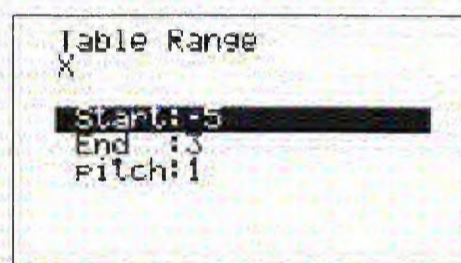 Table Range
X
Start:-5
End :3
Pitch:1